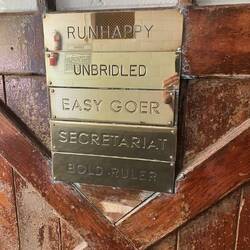 RUNHAPPY
UNBRIDLED
EASY GOER
SECRETARIAT
BOLD RULER